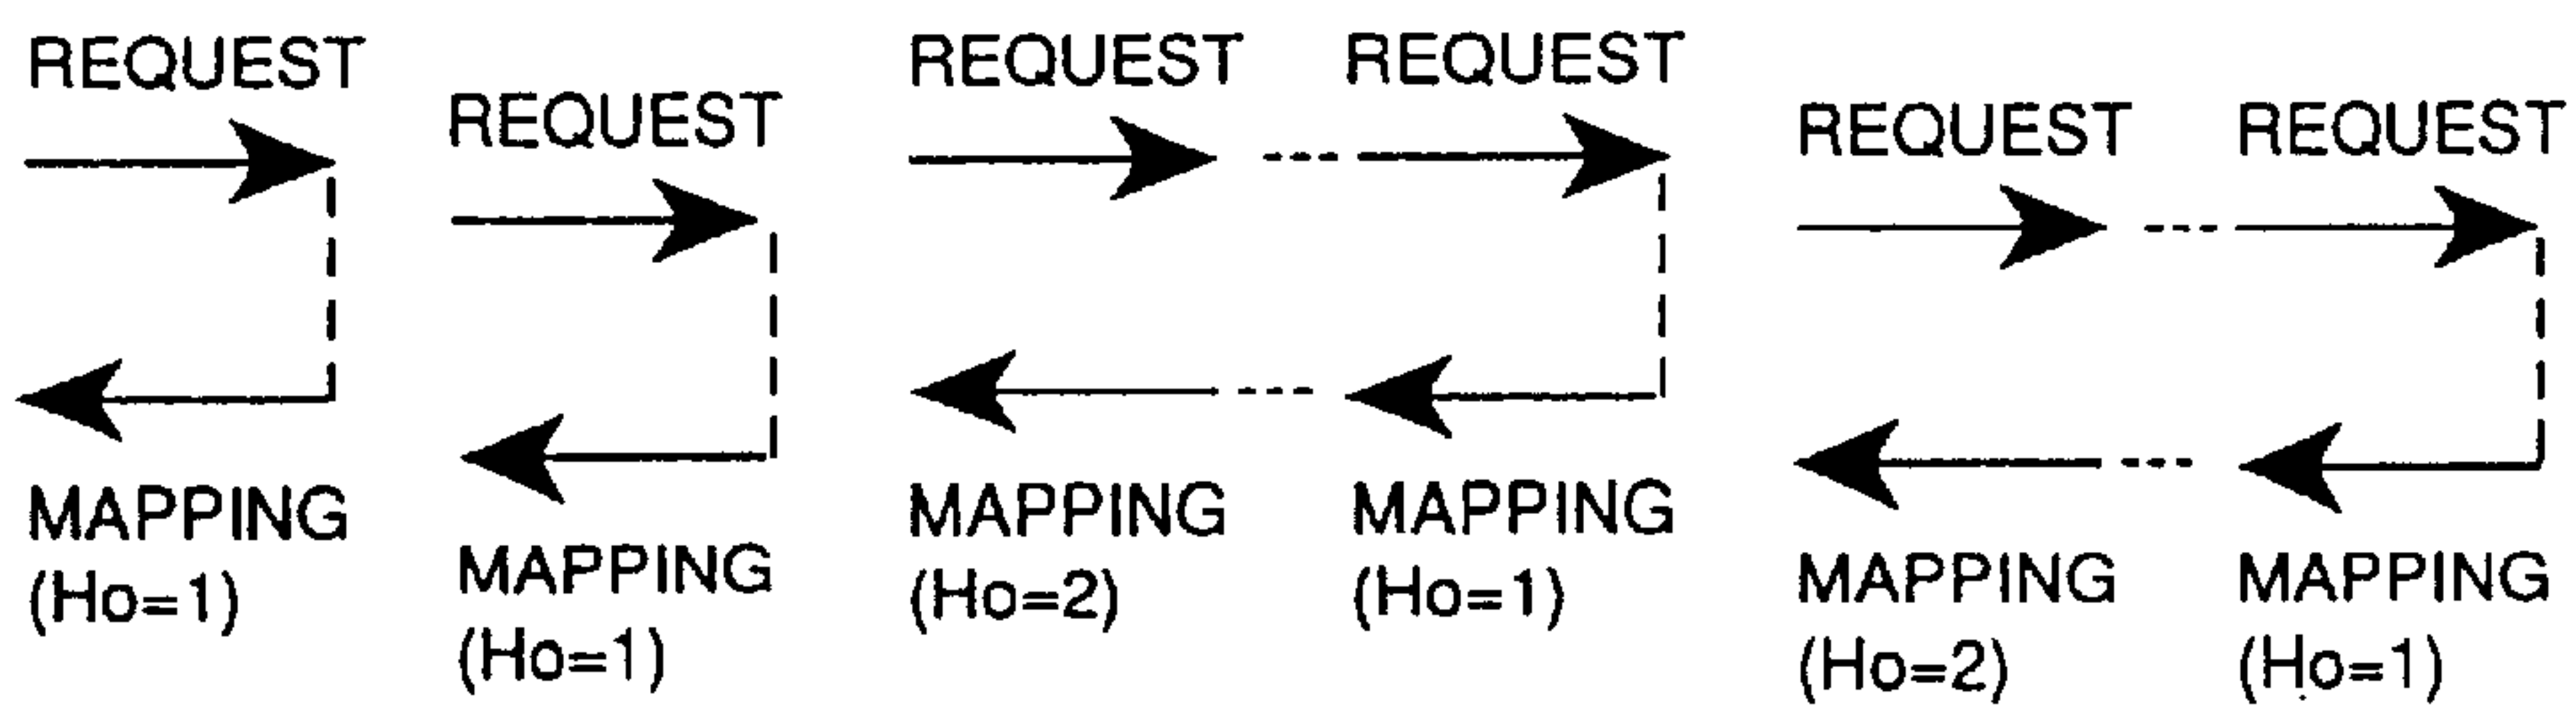 REQUEST
REQUEST
REQUEST
REQUEST
REQUEST
REQUEST
MAPPING
(Ho=1)
MAPPING
(Ho=1)
MAPPING
(Ho=2)
MAPPING
(Ho=1)
MAPPING
(Ho=2)
MAPPING
(Ho=1)